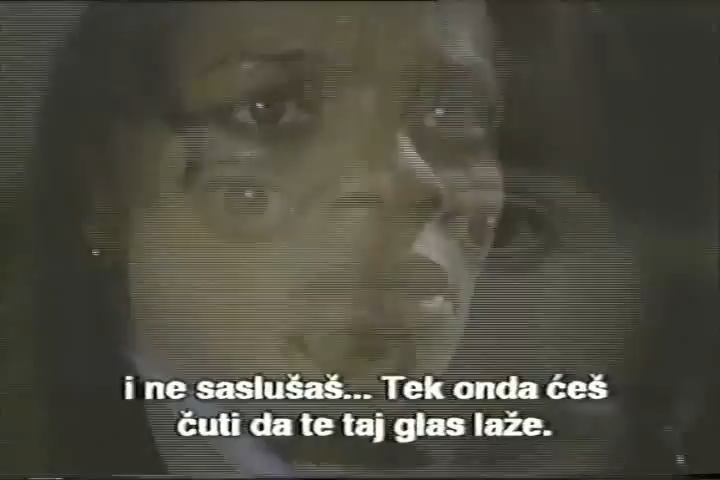 i ne saslušaš... Tek onda ćeš
čuti da te taj glas laže.